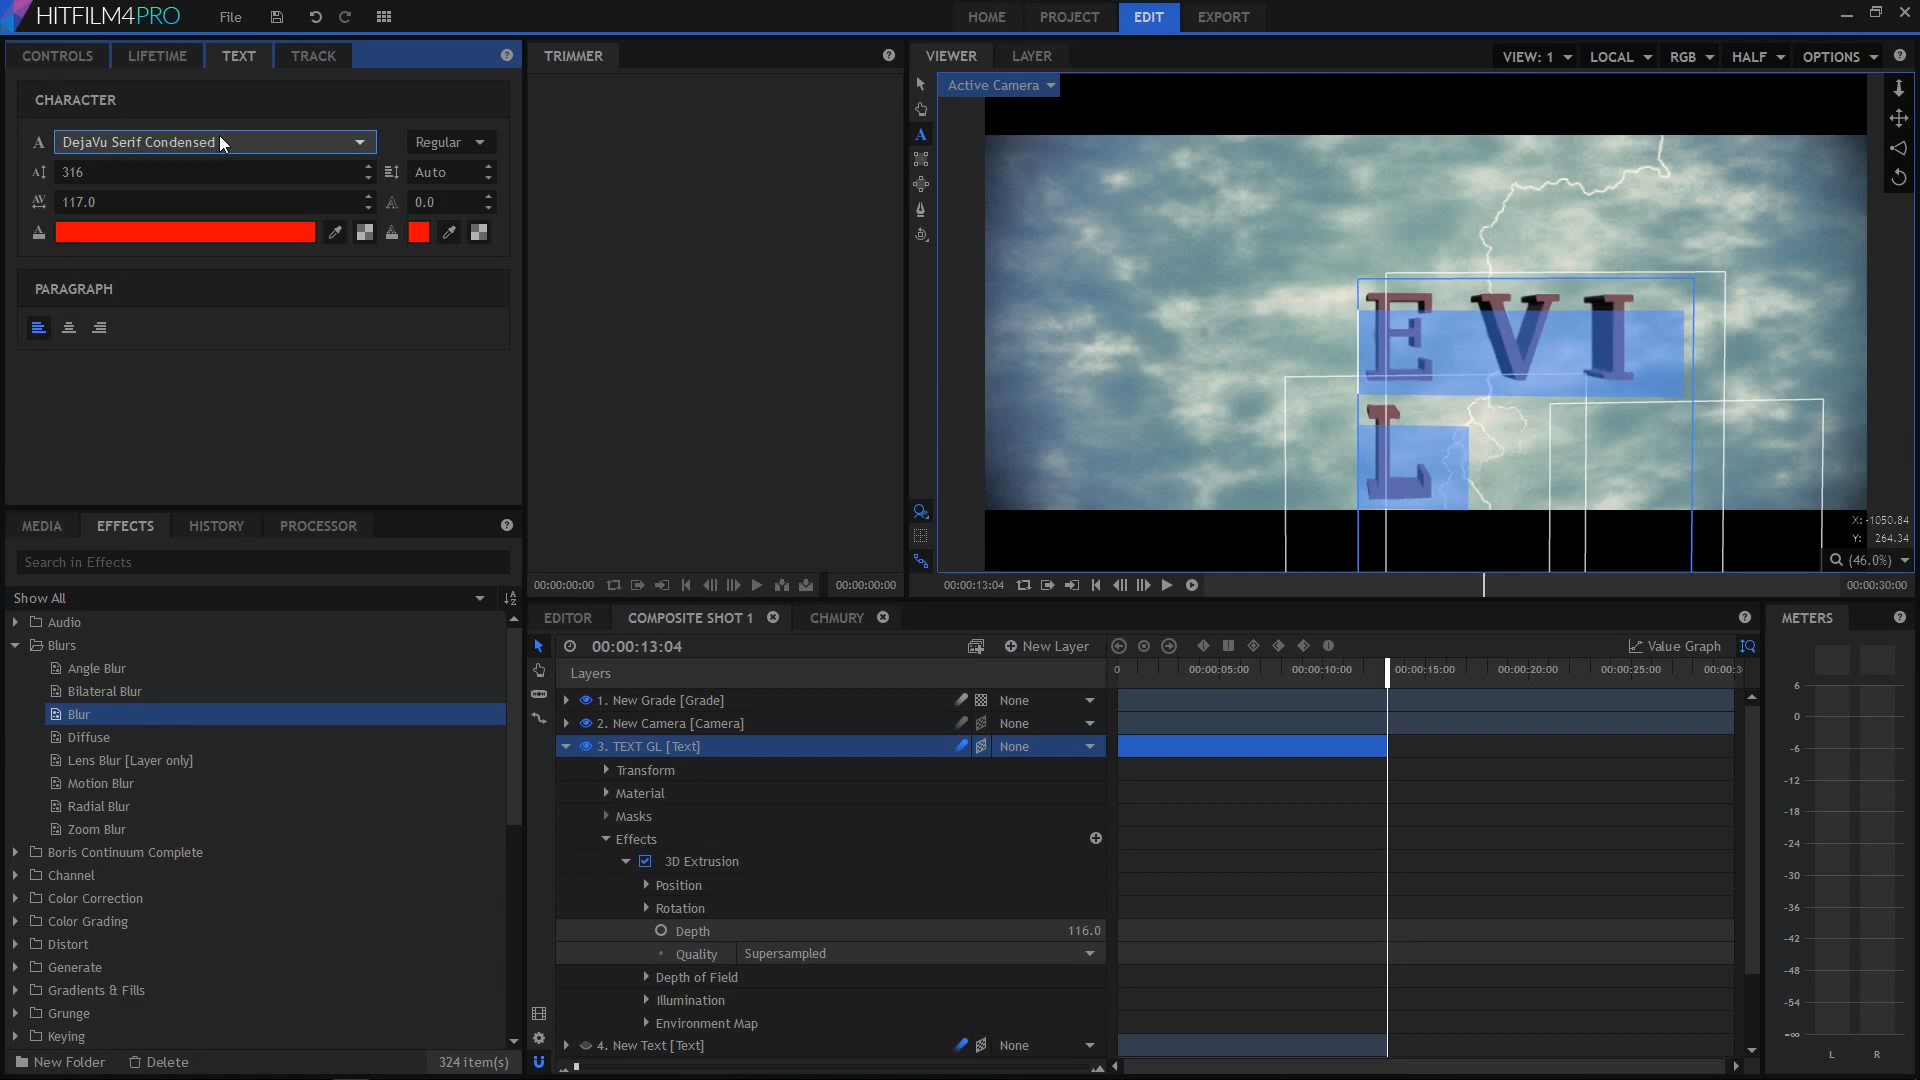 HITFILM4PRO File HOME PROJECT EDIT EXPORT
CONTROLS LIFETIME TEXT TRACK
CHARACTER
DejaVu Serif Condensed Regular
316 Auto
117.0 0.0
PARAGRAPH
TRIMMER
00:00:00:00 00:00:00:00
VIEWER LAYER VIEW: 1 LOCAL RGB HALF OPTIONS
Active Camera
E V I
L
X: -1050.84
Y: 264.34
(46.0%)
00:00:13:04 00:00:30:00
MEDIA EFFECTS HISTORY PROCESSOR
Search in Effects
Show All
Audio
Blurs
Angle Blur
Bilateral Blur
Blur
Diffuse
Lens Blur [Layer only]
Motion Blur
Radial Blur
Zoom Blur
Boris Continuum Complete
Channel
Color Correction
Color Grading
Distort
Generate
Gradients & Fills
Grunge
Keying
New Folder Delete 324 item(s)
EDITOR COMPOSITE SHOT 1 CHMURY
00:00:13:04 New Layer Value Graph
Layers
0 00:00:05:00 00:00:10:00 00:00:15:00 00:00:20:00 00:00:25:00 00:00:3
1. New Grade [Grade] None
2. New Camera [Camera] None
3. TEXT GL [Text] None
Transform
Material
Masks
Effects
3D Extrusion
Position
Rotation
Depth 116.0
Quality Supersampled
Depth of Field
Illumination
Environment Map
4. New Text [Text] None
METERS
6
0
-6
-12
-18
-24
-30
-36
-42
-48
-54
-∞
L R